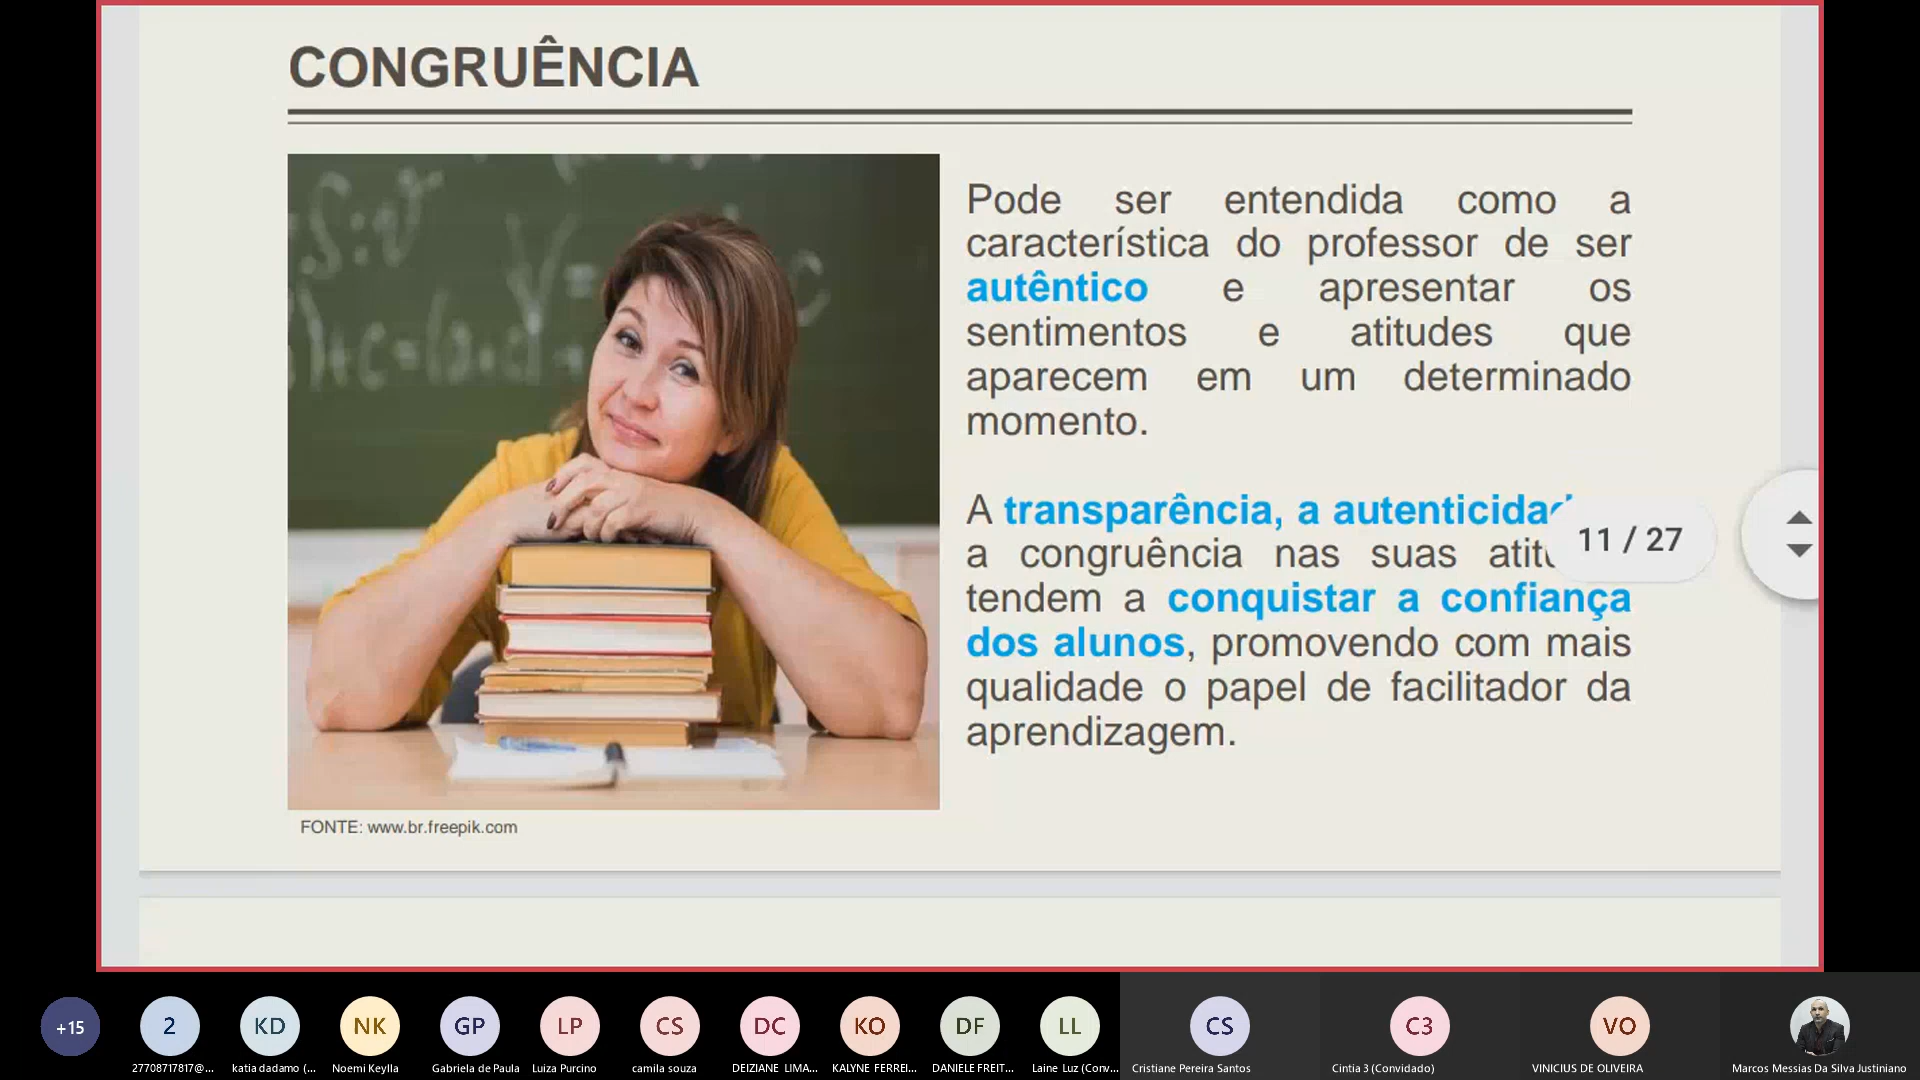 CONGRUÊNCIA
Pode ser entendida como a
característica do professor de ser
autêntico e apresentar os
sentimentos e atitudes que
aparecem em um determinado
momento.
A transparência, a
a congruência nas suas
tendem a conquistar a confiança
dos alunos, promovendo com mais
qualidade o papel de facilitador da
aprendizagem.
11 / 27
FONTE: www.br.freepik.com
+15
2
KD
NK
GP
LP
CS
DC
KO
DF
LL
CS
C3
VO
27708717817@...
katia dadamo (...
Noemi Keylla
Gabriela de Paula
Luiza Purcino
camila souza
DEIZIANE LIMA...
KALYNE FERREI...
DANIELE FREIT...
Laine Luz (Conv...
Cristiane Pereira Santos
Cintia 3 (Convidado)
VINICIUS DE OLIVEIRA
Marcos Messias Da Silva Justiniano